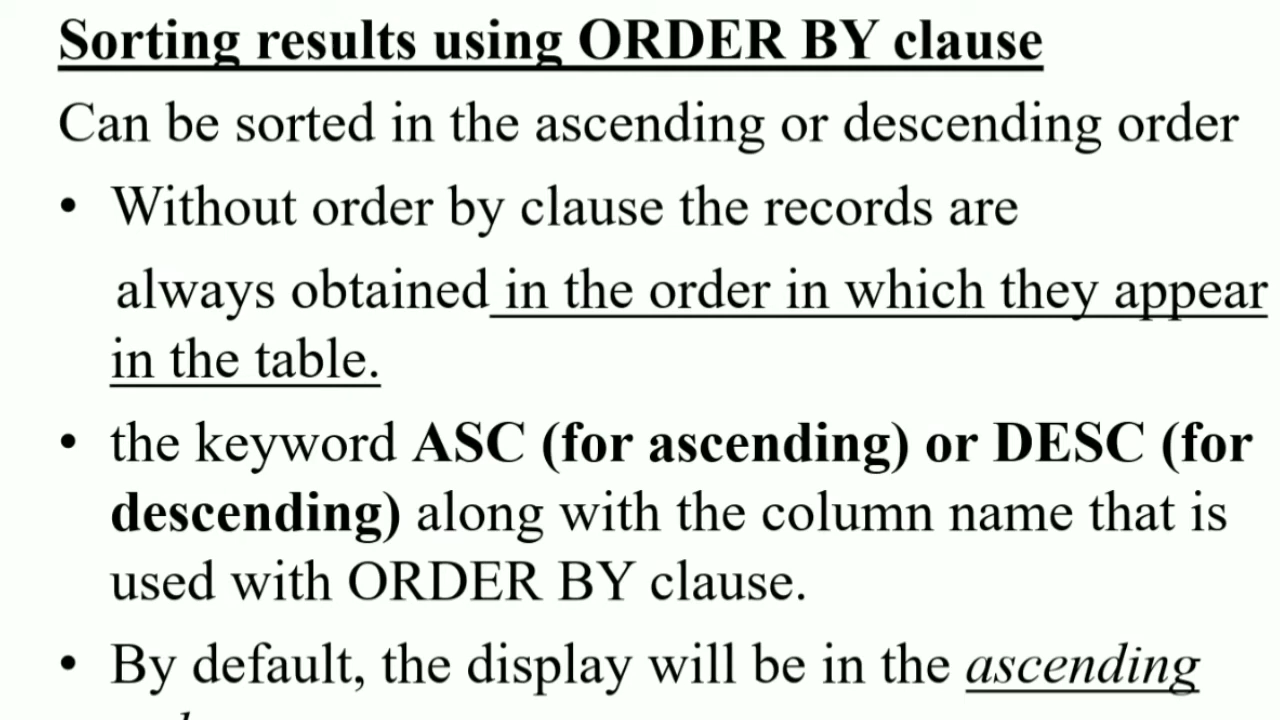 Sorting results using ORDER BY clause
Can be sorted in the ascending or descending order
• Without order by clause the records are
always obtained in the order in which they appear
in the table.
• the keyword ASC (for ascending) or DESC (for
descending) along with the column name that is
used with ORDER BY clause.
• By default, the display will be in the ascending